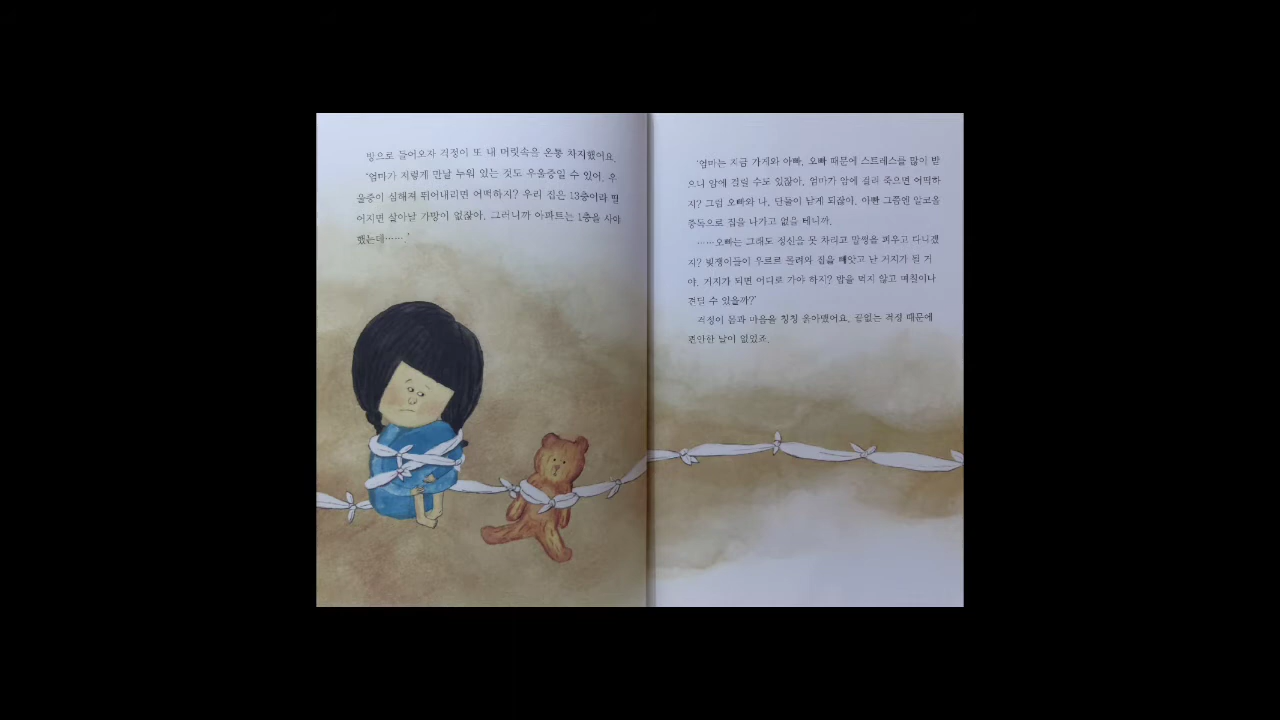 방으로 들어오자 걱정이 또 내 머릿속을 온통 차지했어요.
'엄마가 저렇게 만날 누워 있는 것도 우울증일 수 있어. 우
울증이 심해져 뛰어내리면 어떡하지? 우리 집은 13층이라 떨
어지면 살아날 가망이 없잖아. 그러니까 아파트는 1층을 사야
했는데…….'
'엄마는 지금 가게와 아빠, 오빠 때문에 스트레스를 많이 받
으니 암에 걸릴 수도 있잖아. 엄마가 암에 걸려 죽으면 어떡하
지? 그럼 오빠와 나, 단둘이 남게 되잖아. 아빤 그쯤엔 알코올
중독으로 집을 나가고 없을 테니까.
……오빠는 그래도 정신을 못 차리고 말썽을 피우고 다니겠
지? 빚쟁이들이 우르르 몰려와 집을 빼앗고 난 거지가 될 거
야. 거지가 되면 어디로 가야 하지? 밥을 먹지 않고 며칠이나
견딜 수 있을까?'
걱정이 몸과 마음을 칭칭 옭아맸어요. 끝없는 걱정 때문에
편안한 날이 없었죠.